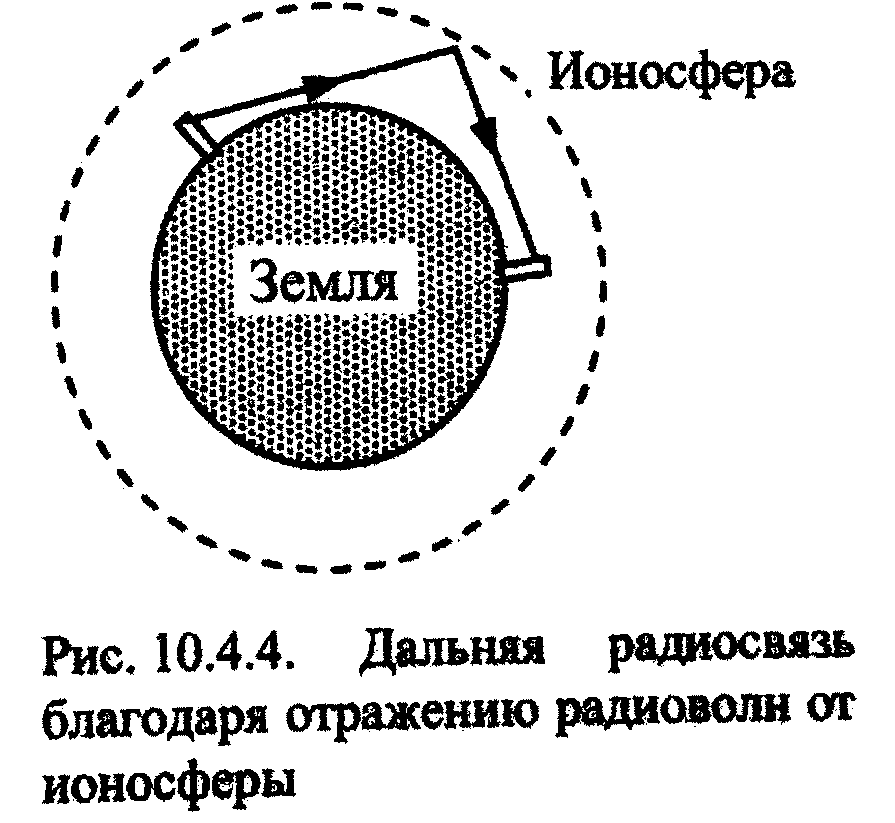 Ионосфера
Земля
Рис. 10.4.4. Дальняя радиосвязь
благодаря отражению радиоволн от
ионосферы